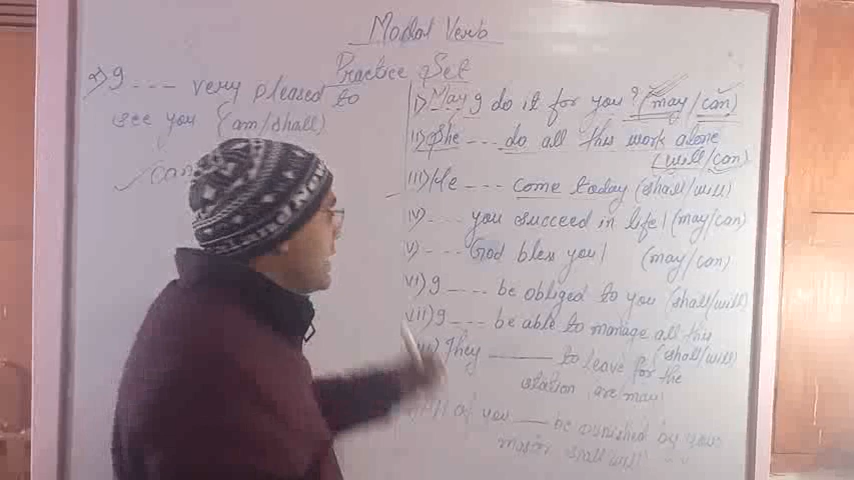 Modal Verb
Practice Set
x) I --- very pleased to
see you (am/shall)
can
i) May I do it for you? (may/can)
ii) She --- do all this work alone
(will/can)
iii) He --- come today (shall/will)
iv) --- you succeed in life! (may/can)
v) --- God bless you! (may/can)
vi) I --- be obliged to you (shall/will)
vii) I --- be able to manage all this
(shall/will)
They ___ to leave for the
station are/may
All of you ___ be punished by your
shall will